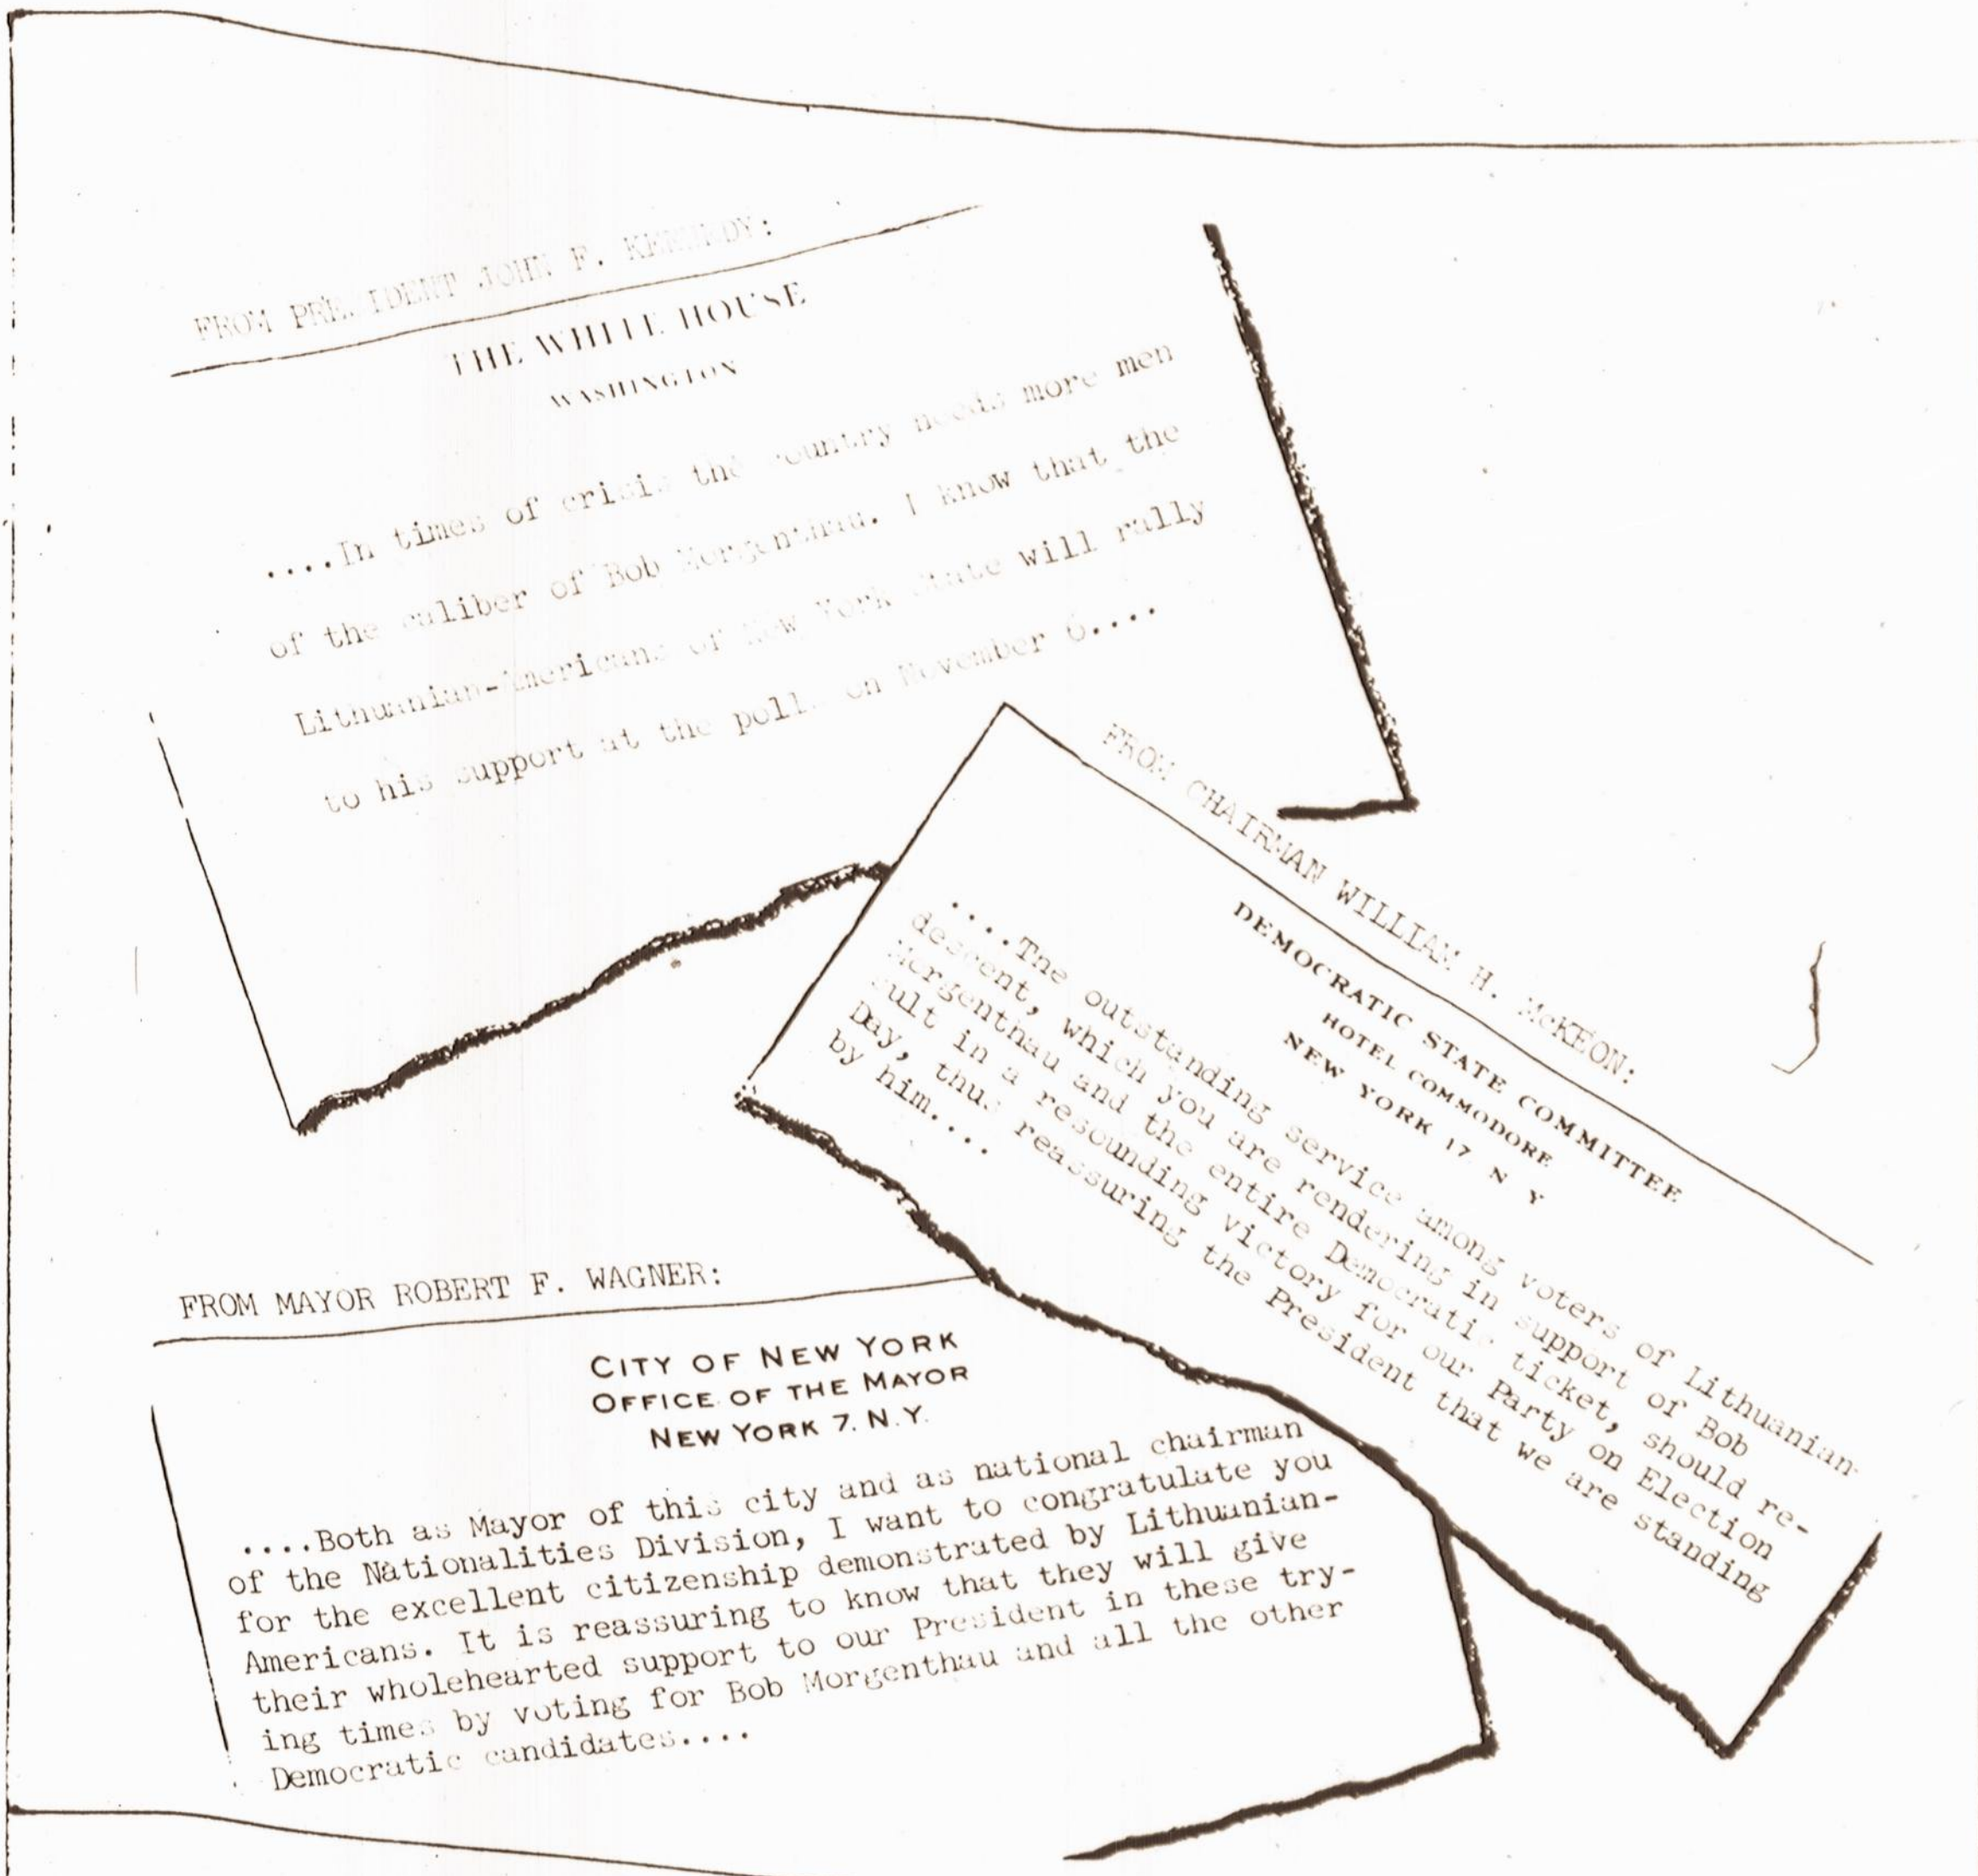 FROM PRESIDENT JOHN F. KENNEDY:
THE WHITE HOUSE
WASHINGTON
....In times of crisis the country needs more men
of the caliber of Bob Morgenthau. I know that the
Lithuanian-Americans of New York State will rally
to his support at the polls on November 6....
FROM CHAIRMAN WILLIAM H. McKEON:
DEMOCRATIC STATE COMMITTEE
HOTEL COMMODORE
NEW YORK 17 N Y
....The outstanding service among voters of Lithuanian
descent, which you are rendering in support of Bob
Morgenthau and the entire Democratic ticket, should re-
sult in a resounding victory for our Party on Election
Day, thus reassuring the President that we are standing
by him....
FROM MAYOR ROBERT F. WAGNER:
CITY OF NEW YORK
OFFICE OF THE MAYOR
NEW YORK 7, N.Y.
....Both as Mayor of this city and as national chairman
of the Nationalities Division, I want to congratulate you
for the excellent citizenship demonstrated by Lithuanian-
Americans. It is reassuring to know that they will give
their wholehearted support to our President in these try-
ing times by voting for Bob Morgenthau and all the other
Democratic candidates....